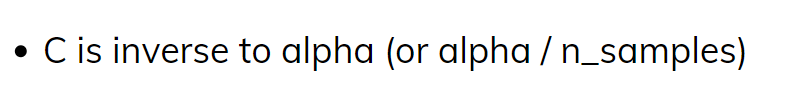 • C is inverse to alpha (or alpha / n_samples)